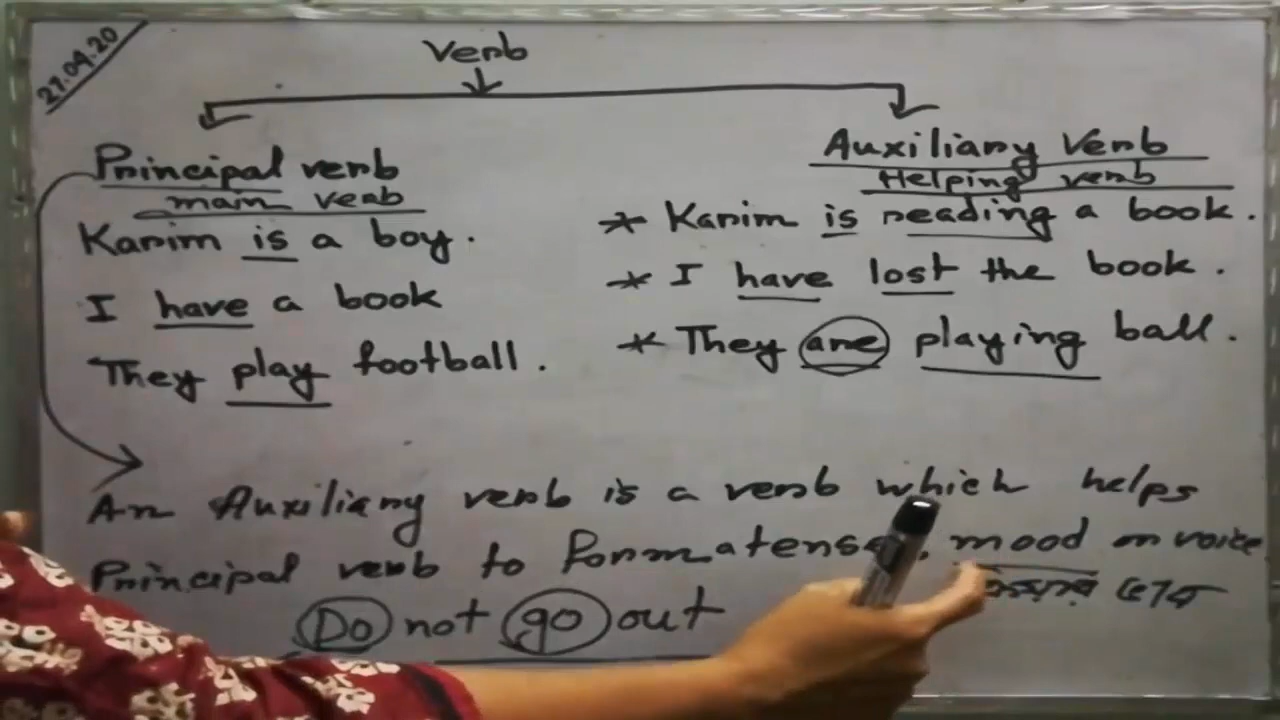 27.04.20
Verb
Principal verb
main verb
Karim is a boy.
I have a book
They play football.
Auxiliary Verb
Helping verb
* Karim is reading a book.
* I have lost the book.
* They are playing ball.
An Auxiliary verb is a verb which helps
Principal verb to form a tense, mood or voice
Do not go out